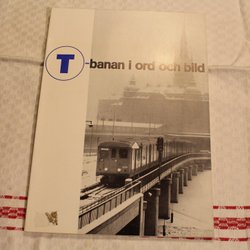 T-banan i ord och bild